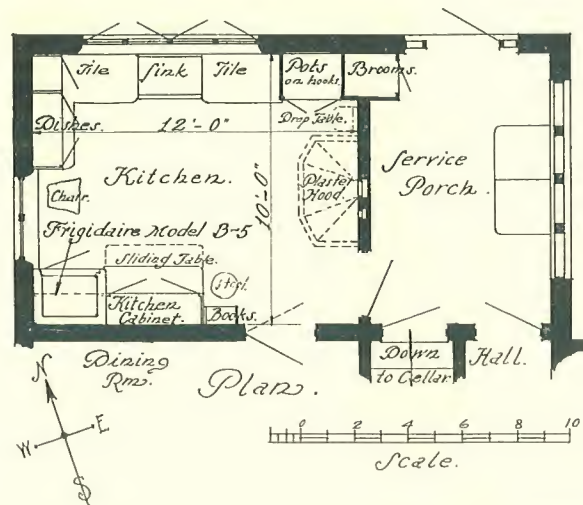 Tile
Sink
Tile
Pots
on hooks.
Brooms.
Dishes.
12'-0"
Drop Table.
Service
Porch.
Kitchen.
10'-0"
Plaster
Hood.
Chair.
Frigidaire Model B-5
Sliding Table.
Stool.
Kitchen
Cabinet.
Books.
Dining
Rm.
Plan.
Down
to Cellar
Hall.
N
W
E
S
0 2 4 6 8 10
Scale.